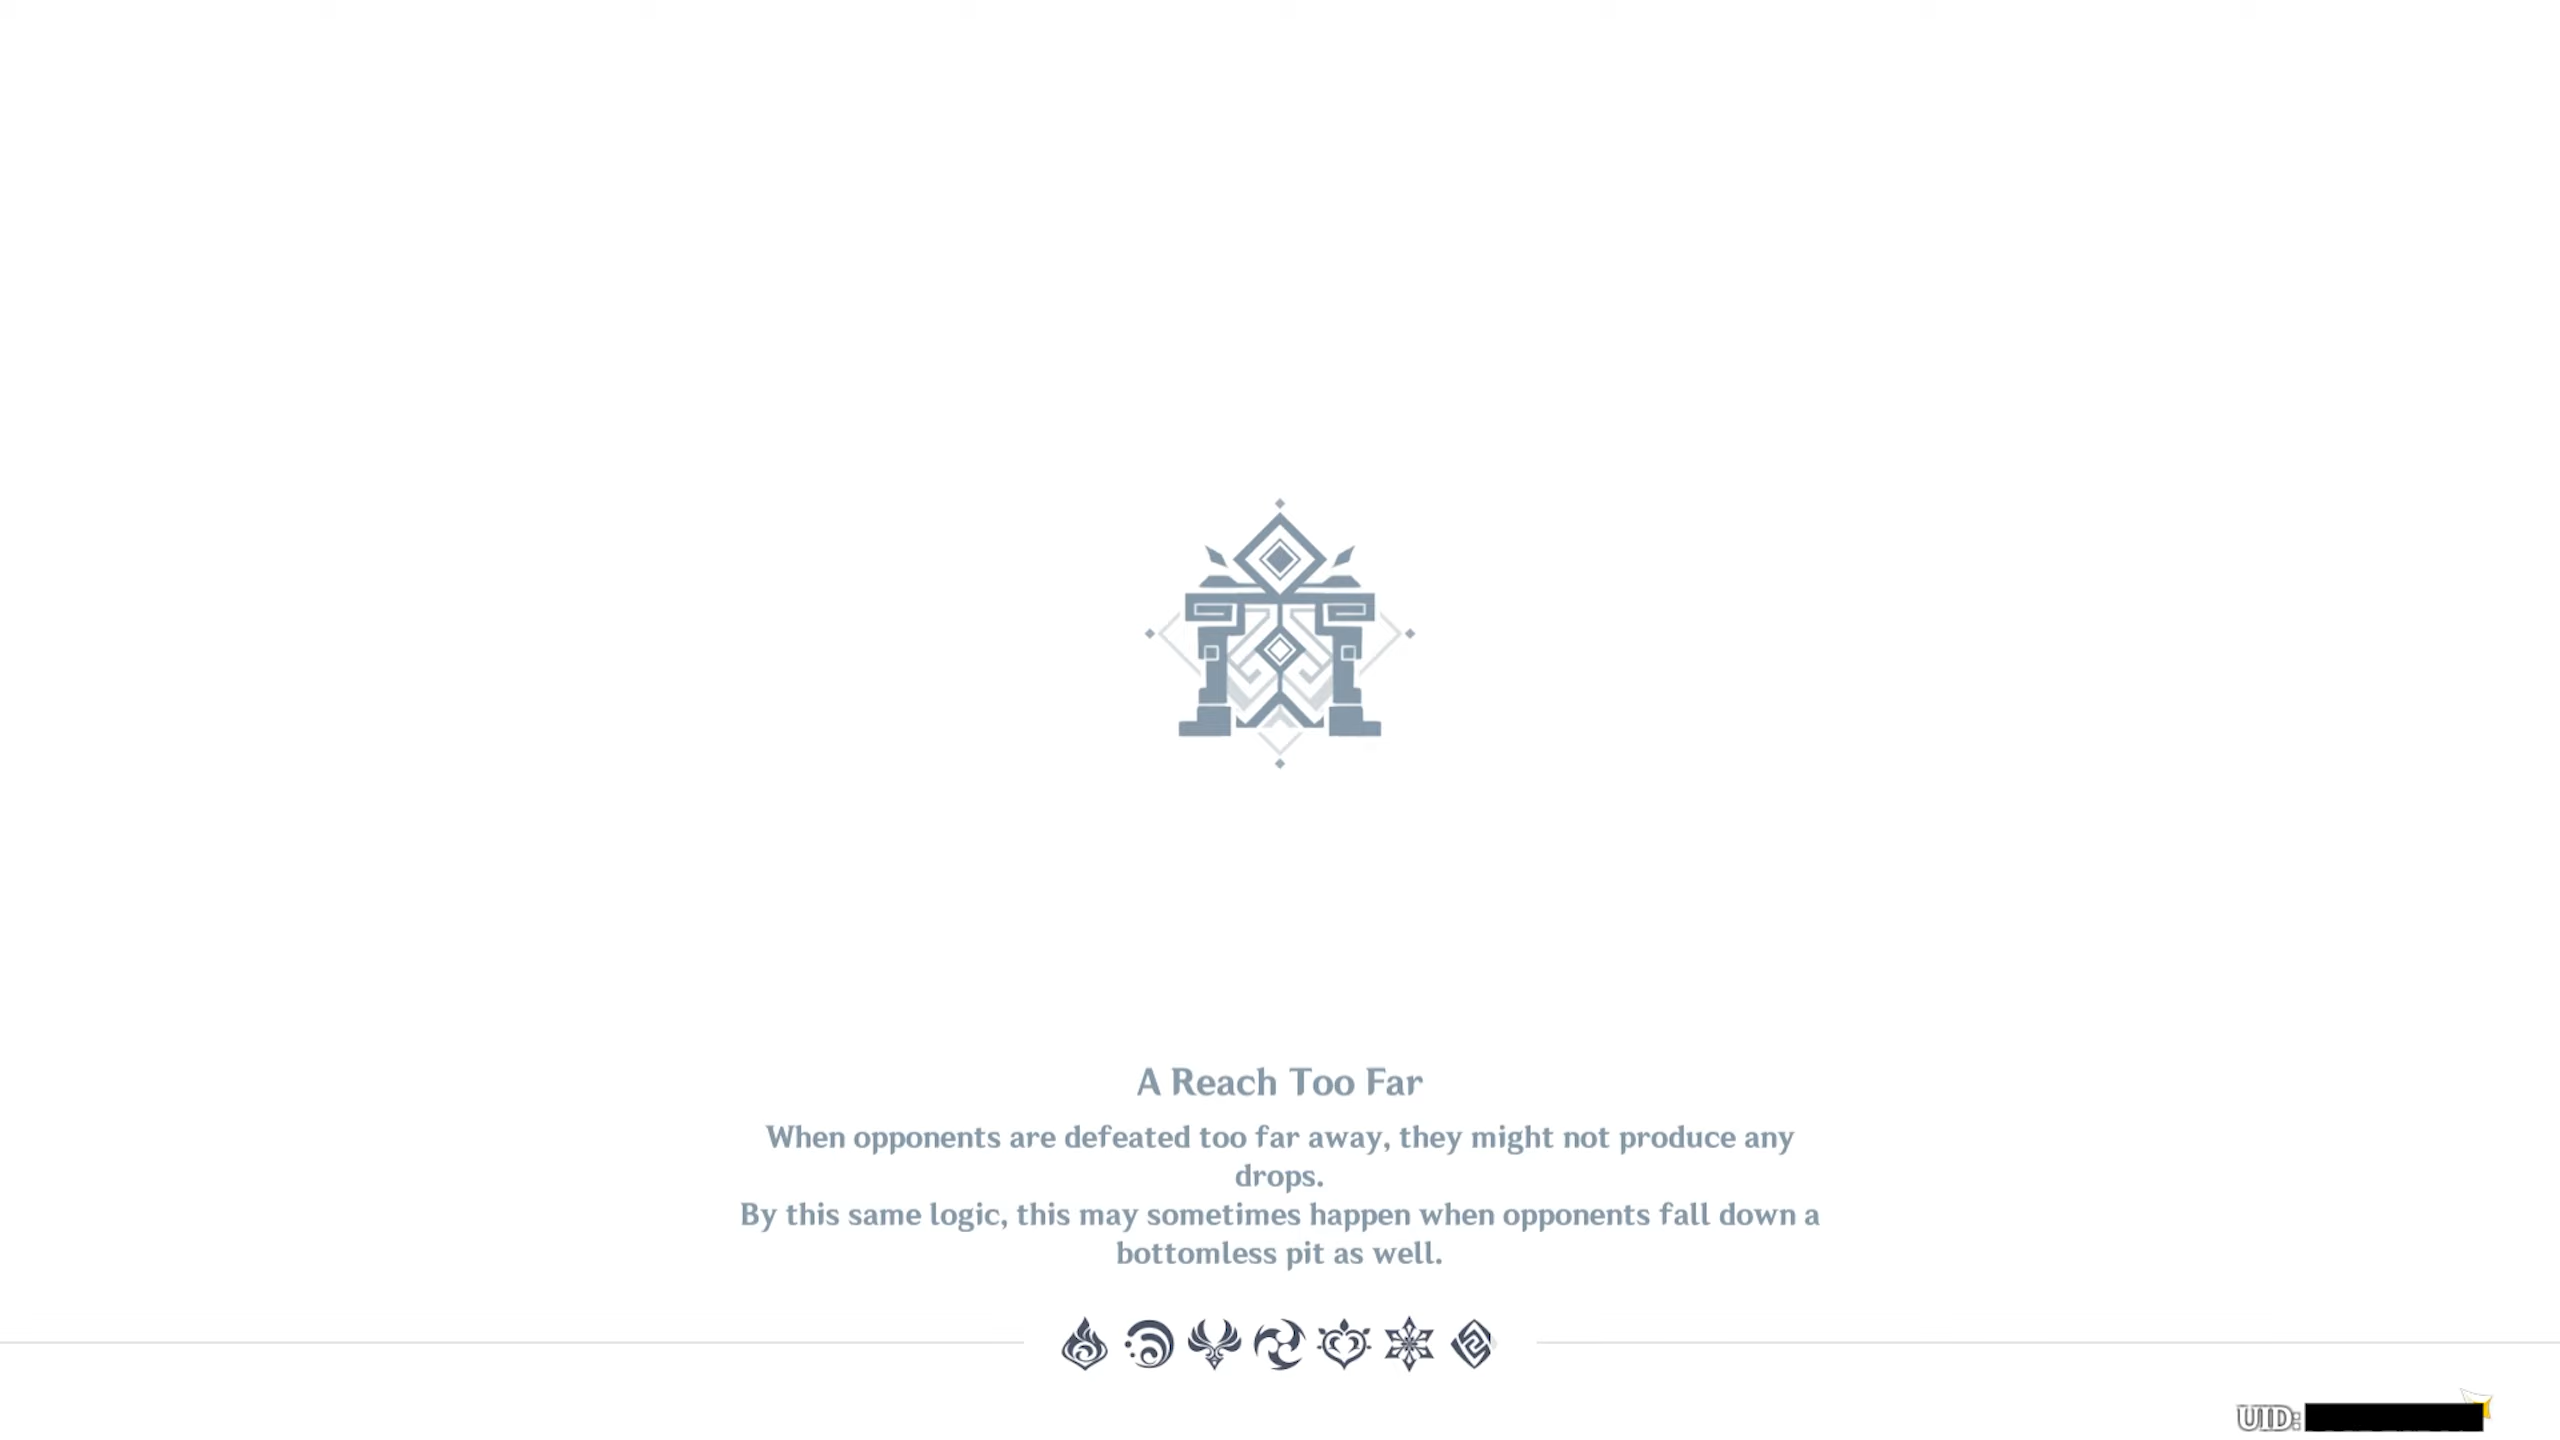 A Reach Too Far
When opponents are defeated too far away, they might not produce any
drops.
By this same logic, this may sometimes happen when opponents fall down a
bottomless pit as well.
UID: